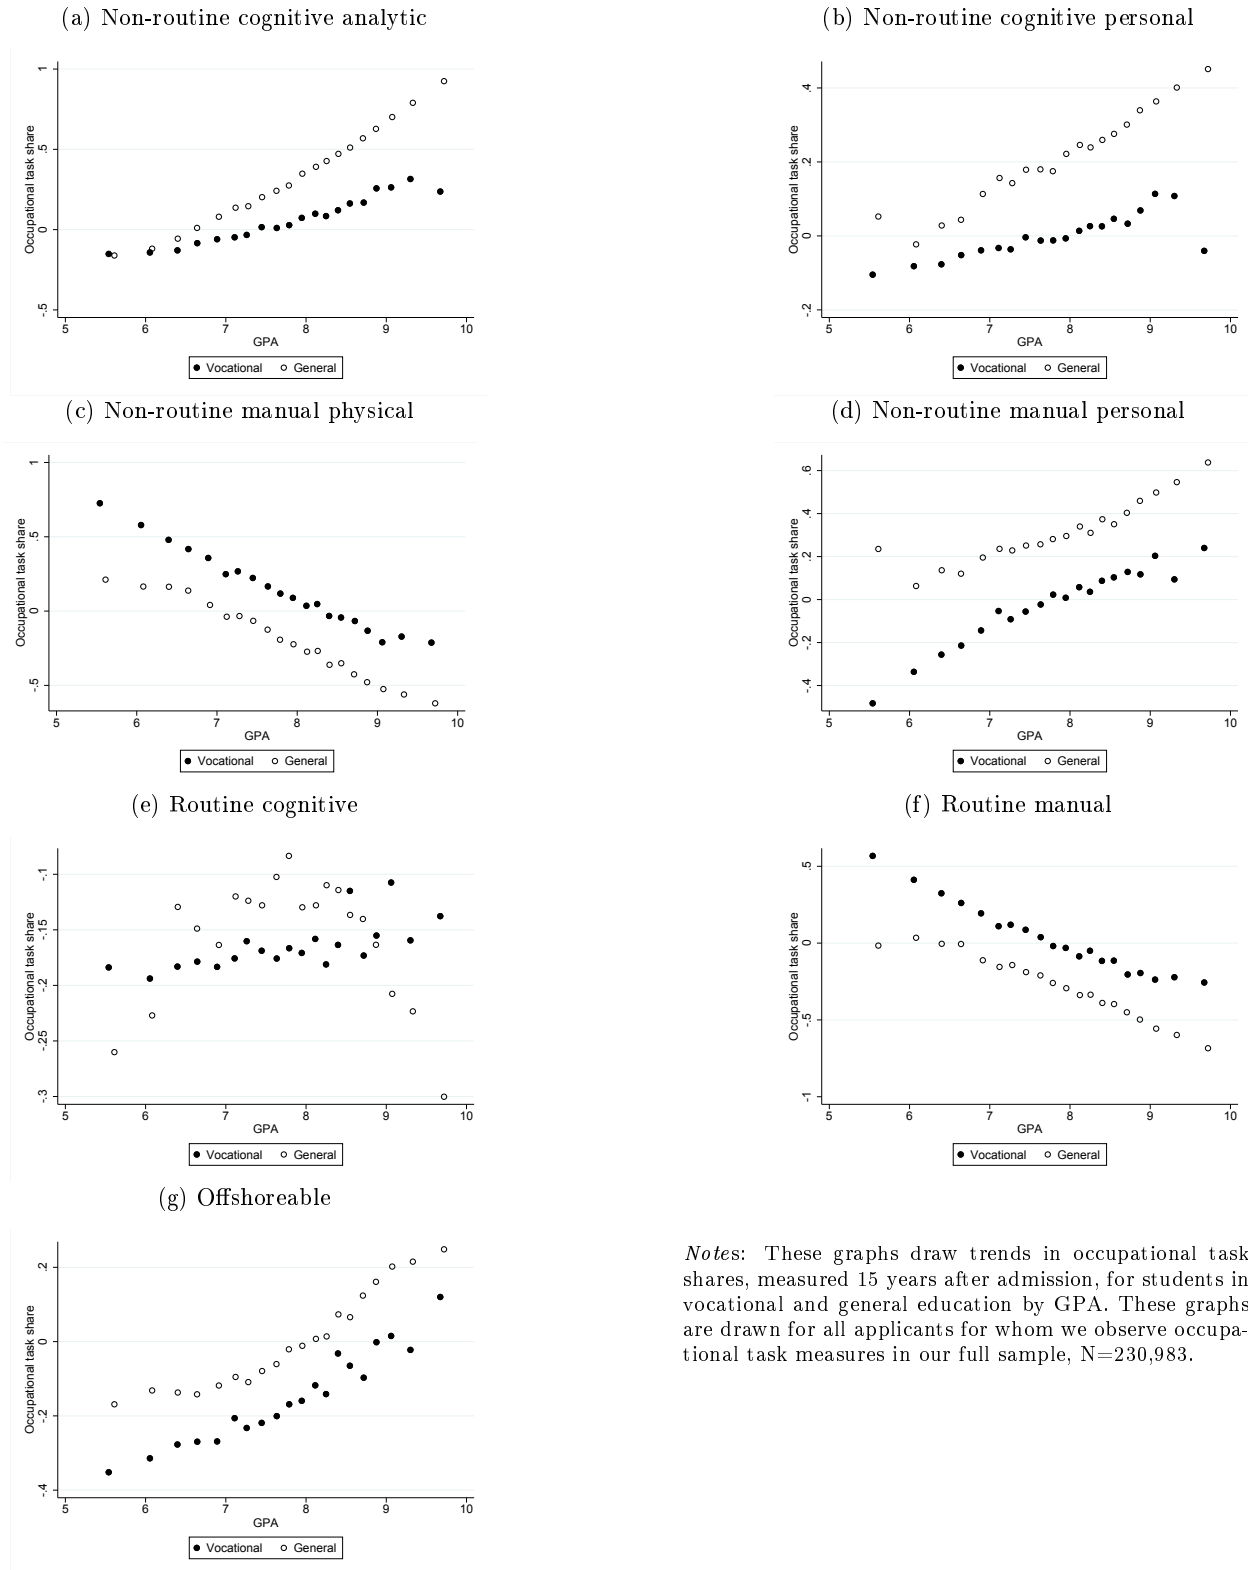 (a) Non-routine cognitive analytic
Occupational task share
1
.5
0
-.5
5 6 7 8 9 10
GPA
Vocational General
(b) Non-routine cognitive personal
Occupational task share
.4
.2
0
-.2
5 6 7 8 9 10
GPA
Vocational General
(c) Non-routine manual physical
Occupational task share
1
.5
0
-.5
5 6 7 8 9 10
GPA
Vocational General
(d) Non-routine manual personal
Occupational task share
.6
.4
.2
0
-.2
-.4
5 6 7 8 9 10
GPA
Vocational General
(e) Routine cognitive
Occupational task share
-.1
-.15
-.2
-.25
-.3
5 6 7 8 9 10
GPA
Vocational General
(f) Routine manual
Occupational task share
.5
0
-.5
-1
5 6 7 8 9 10
GPA
Vocational General
(g) Offshoreable
Occupational task share
.2
0
-.2
-.4
5 6 7 8 9 10
GPA
Vocational General
Notes: These graphs draw trends in occupational task
shares, measured 15 years after admission, for students in
vocational and general education by GPA. These graphs
are drawn for all applicants for whom we observe occupa-
tional task measures in our full sample, N=230,983.